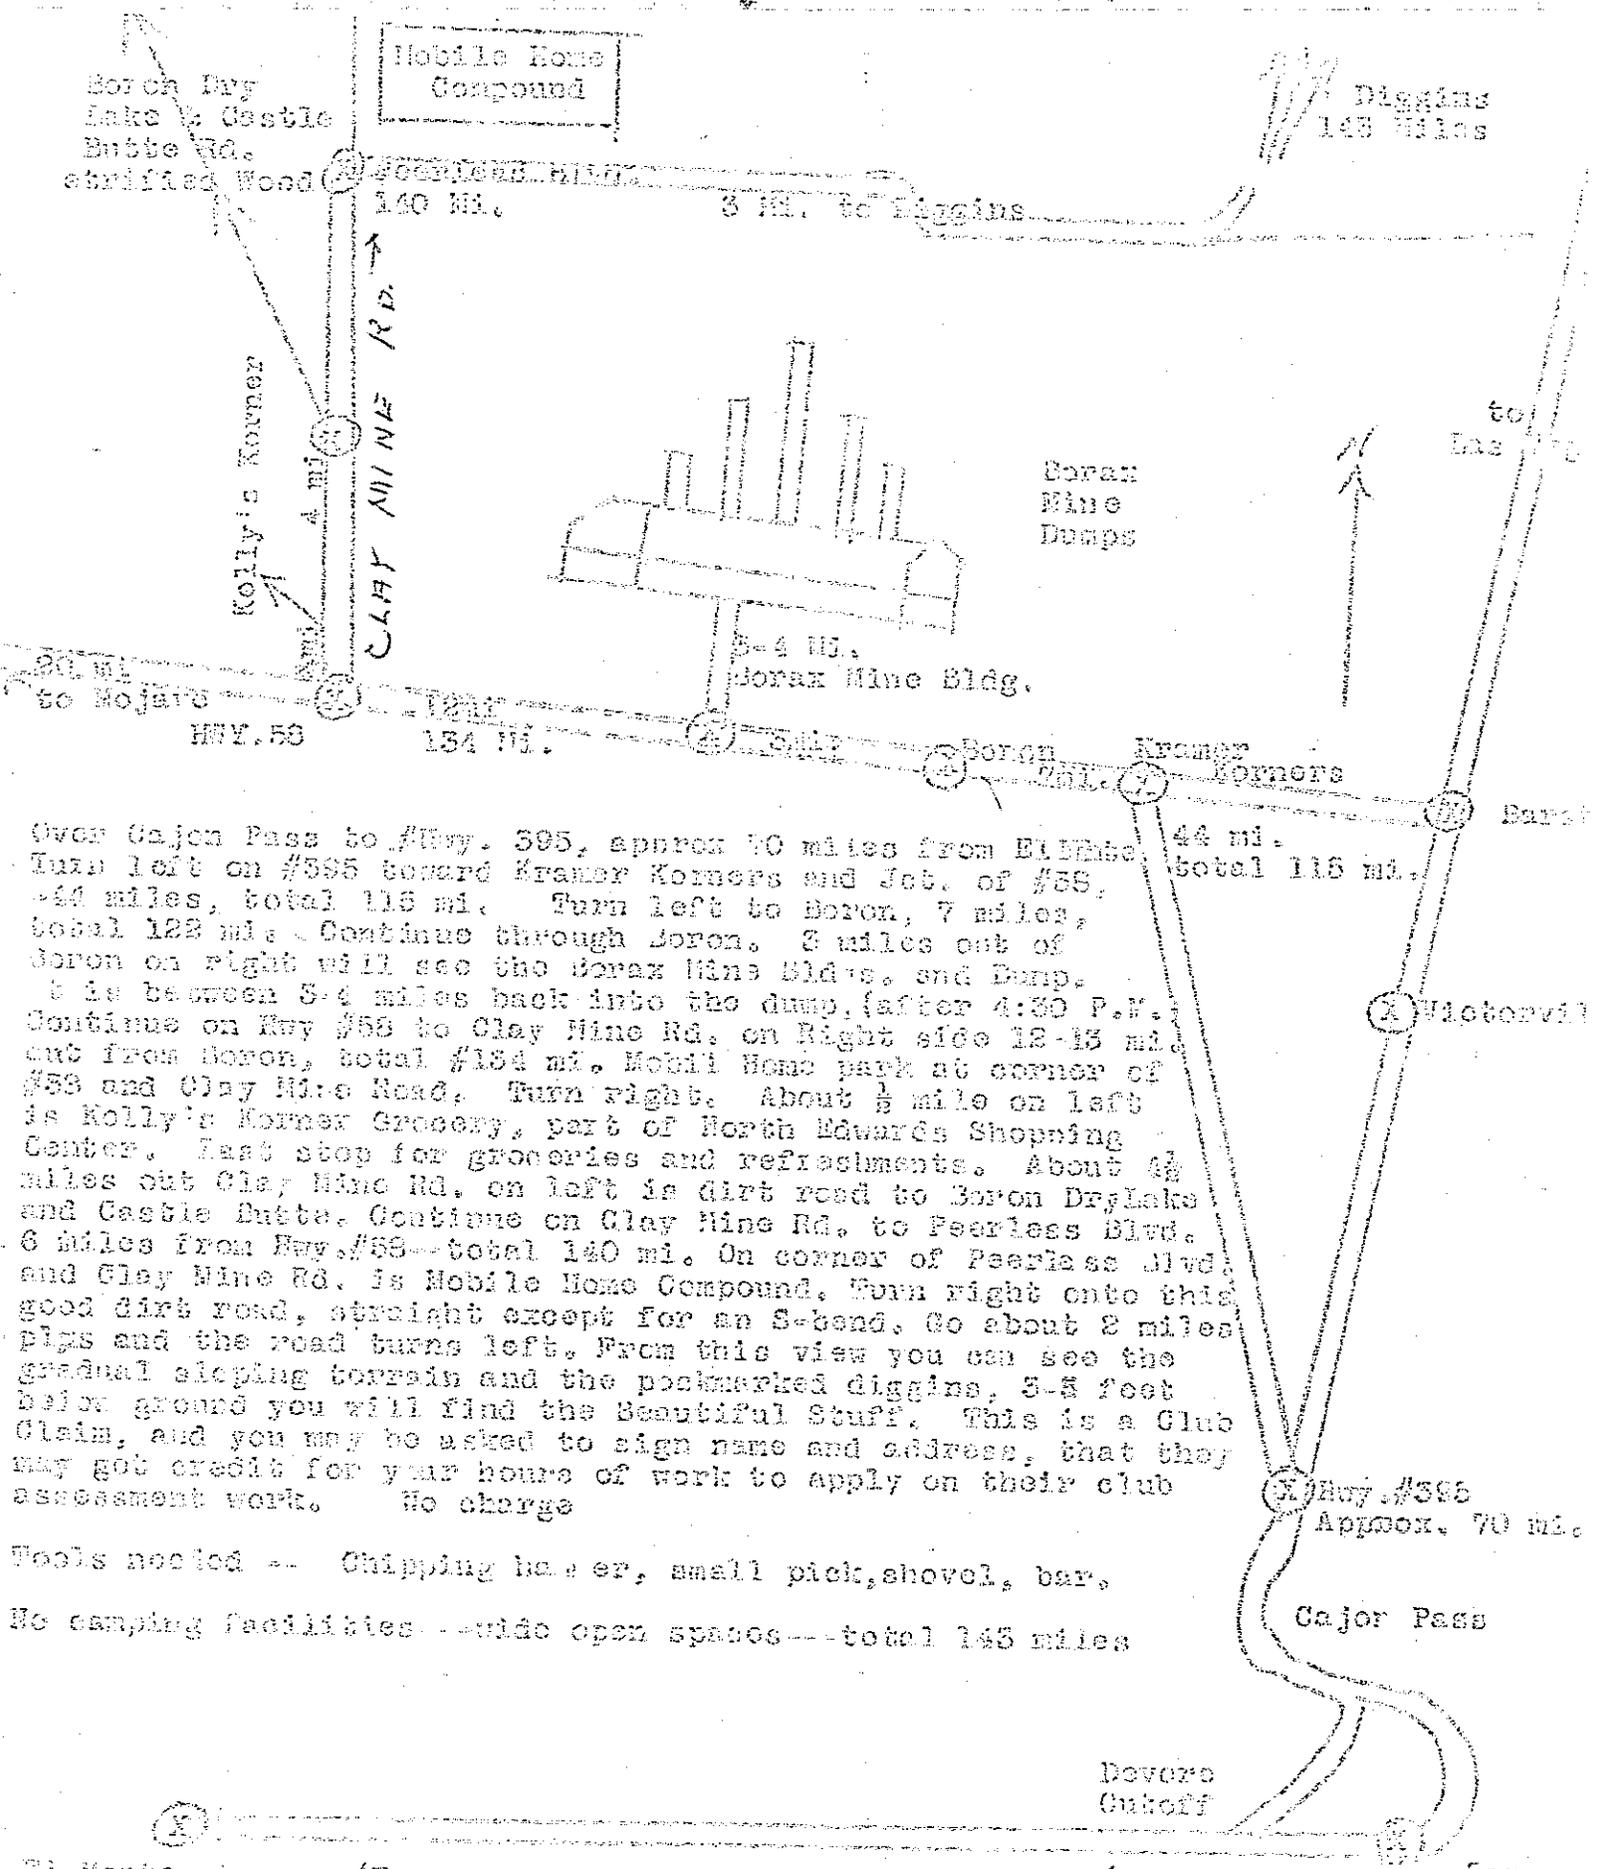 Mobile Home
Compound
Diggins
143 Miles
Dry
Lake & Castle
Butte Rd.
etrified Wood
140 Mi.
3 Mi. to Diggins
CLAY MINE RD.
Kolly's Korner
4 mi
to
Las
N
Borax
Mine
Dumps
3-4 Mi.
Borax Mine Bldg.
20 mi
to Mojave
HWY.58
134 Mi.
Boron
7mi.
Kramer
Korners
44 mi.
total 115 mi.
Over Cajon Pass to #Hwy. 395, approx 70 miles from El
Turn left on #395 toward Kramer Korners and Jct. of #58,
-44 miles, total 115 mi. Turn left to Boron, 7 miles,
total 122 mi. Continue through Boron. 3 miles out of
Boron on right will see the Borax Mine and Dump.
t is between 3-4 miles back into the dump,(after 4:30 P.M.)
Continue on Hwy #58 to Clay Mine Rd. on Right side 12-13 mi.
out from Boron, total #134 mi. Mobil Home park at corner of
#58 and Clay Mine Road. Turn right. About ½ mile on left
is Kolly's Korner Grocery, part of North Edwards Shopping
Center. Last stop for groceries and refreshments. About 4½
miles out Clay Mine Rd. on left is dirt road to Boron DryLake
and Castle Butte. Continue on Clay Mine Rd. to Peerless Blvd.
6 miles from Hwy.#58--total 140 mi. On corner of Peerless Blvd.
and Clay Mine Rd. is Mobile Home Compound. Turn right onto this
good dirt road, straight except for an S-bend. Go about 2 miles
plus and the road turns left. From this view you can see the
gradual sloping terrain and the pockmarked diggins, 3-5 feet
below ground you will find the Beautiful Stuff. This is a Club
Claim, and you may be asked to sign name and address, that they
may get credit for your hours of work to apply on their club
assessment work. No charge
Tools needed -- Chipping er, small pick,shovel, bar.
No camping facilities---wide open spaces---total 143 miles
Victorvil
Hwy.#395
Approx. 70 mi.
Cajor Pass
Devore
Cutoff
X